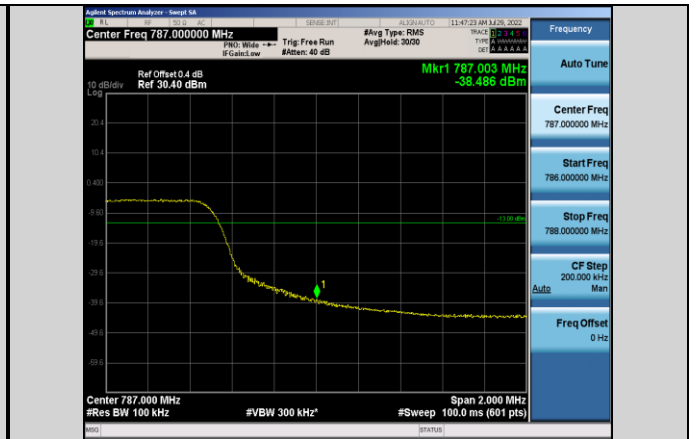 Agilent Spectrum Analyzer - Swept SA
RL RF 50 Ω AC SENSE:INT ALIGNAUTO 11:47:23 AM Jul 29, 2022
Center Freq 787.000000 MHz
PNO: Wide
IFGain:Low
Trig: Free Run
#Atten: 40 dB
#Avg Type: RMS
Avg|Hold: 30/30
TRACE 1 2 3 4 5 6
TYPE A
DET A A A A A A
Frequency
Mkr1 787.003 MHz
-38.486 dBm
Ref Offset 0.4 dB
10 dB/div Ref 30.40 dBm
Log
20.4
10.4
0.400
-9.60
-19.6
-29.6
-39.6
-49.6
-59.6
-13.00 dBm
1
Auto Tune
Center Freq
787.000000 MHz
Start Freq
786.000000 MHz
Stop Freq
788.000000 MHz
CF Step
200.000 kHz
Auto Man
Freq Offset
0 Hz
Center 787.000 MHz Span 2.000 MHz
#Res BW 100 kHz #VBW 300 kHz* #Sweep 100.0 ms (601 pts)
MSG STATUS